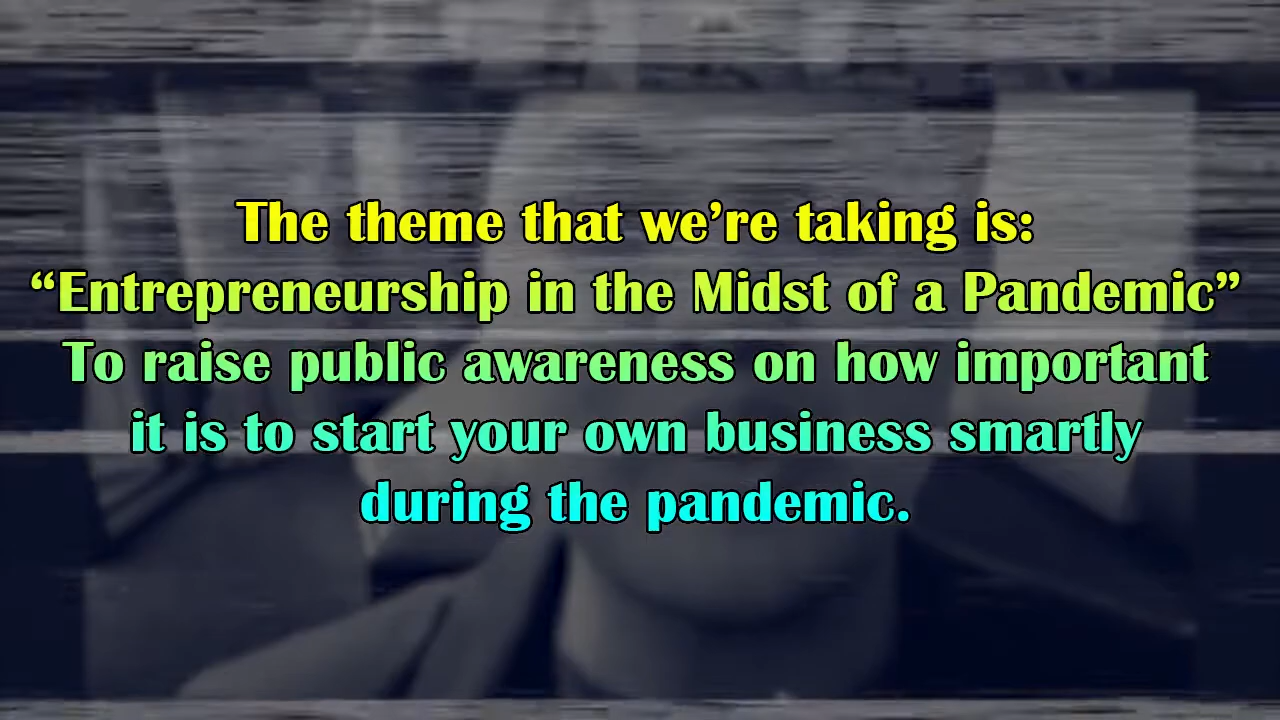 The theme that we’re taking is:
“Entrepreneurship in the Midst of a Pandemic”
To raise public awareness on how important
it is to start your own business smartly
during the pandemic.